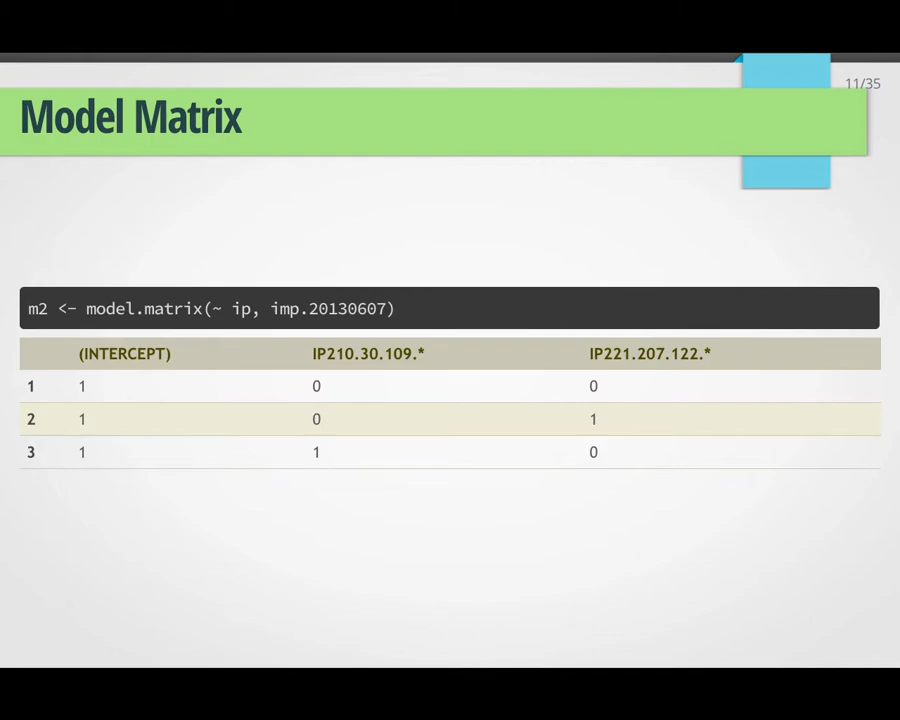 11/35
Model Matrix
m2 <- model.matrix(~ ip, imp.20130607)
(INTERCEPT) IP210.30.109.* IP221.207.122.*
1 1 0 0
2 1 0 1
3 1 1 0